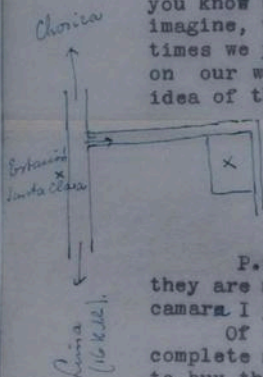 you know
imagine,
times we
on our w
idea of t
Chosica
Estación
Santa Clara
x
x
P.
they are
camara I
Of
complete
(16 Klm).